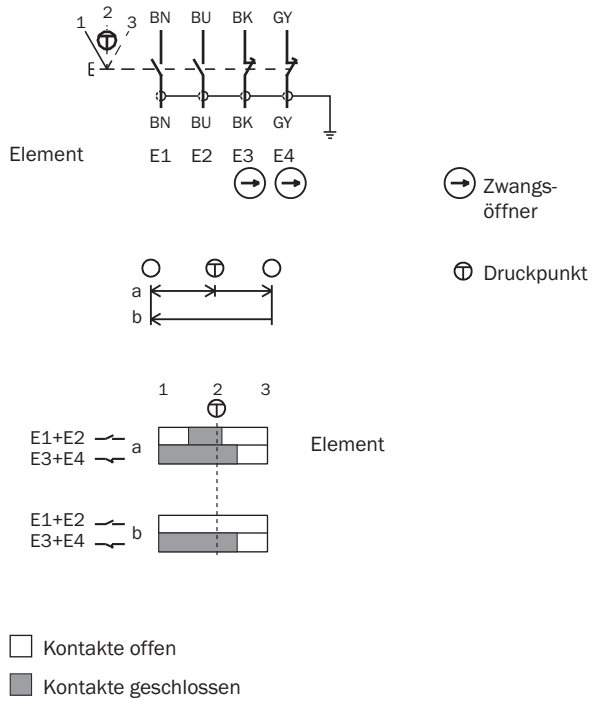 1 2 3 BN BU BK GY
E
BN BU BK GY
Element E1 E2 E3 E4
Zwangs-
öffner
Druckpunkt
a
b
1 2 3
E1+E2
a
E3+E4
Element
E1+E2
b
E3+E4
Kontakte offen
Kontakte geschlossen